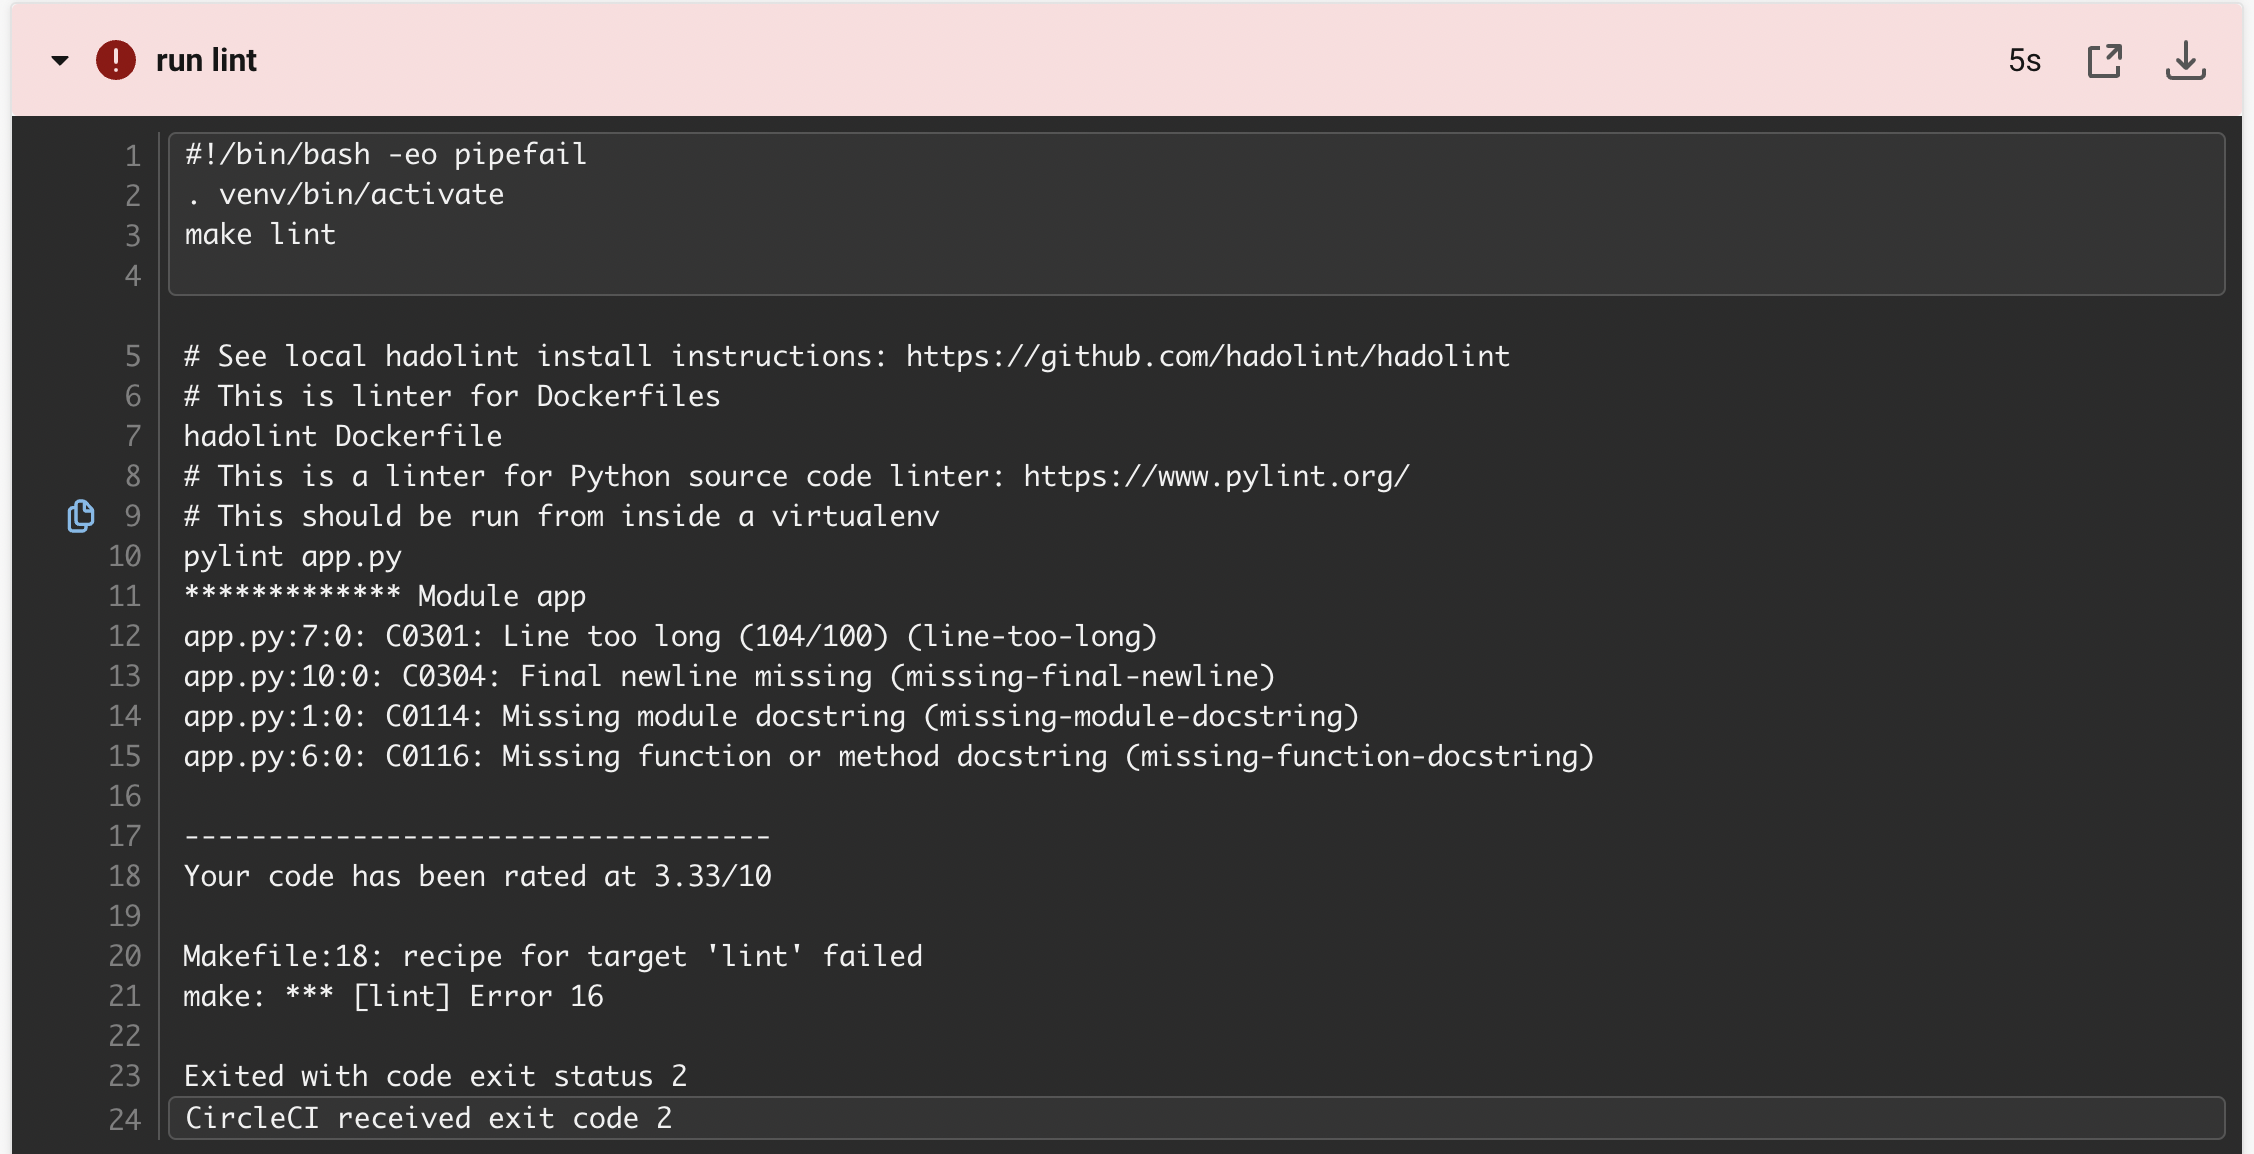 run lint
5s
1 #!/bin/bash -eo pipefail
2 . venv/bin/activate
3 make lint
4
5 # See local hadolint install instructions: https://github.com/hadolint/hadolint
6 # This is linter for Dockerfiles
7 hadolint Dockerfile
8 # This is a linter for Python source code linter: https://www.pylint.org/
9 # This should be run from inside a virtualenv
10 pylint app.py
11 ************* Module app
12 app.py:7:0: C0301: Line too long (104/100) (line-too-long)
13 app.py:10:0: C0304: Final newline missing (missing-final-newline)
14 app.py:1:0: C0114: Missing module docstring (missing-module-docstring)
15 app.py:6:0: C0116: Missing function or method docstring (missing-function-docstring)
16
17 -----------------------------------
18 Your code has been rated at 3.33/10
19
20 Makefile:18: recipe for target 'lint' failed
21 make: *** [lint] Error 16
22
23 Exited with code exit status 2
24 CircleCI received exit code 2